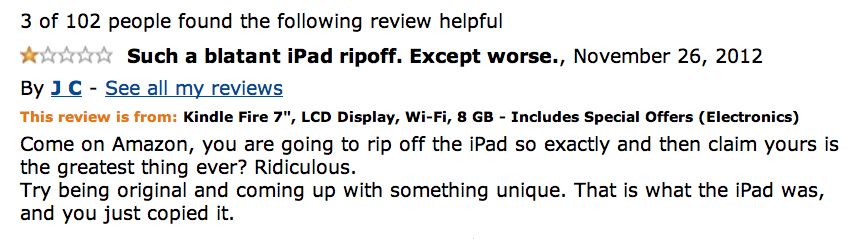 3 of 102 people found the following review helpful
Such a blatant iPad ripoff. Except worse., November 26, 2012
By J C - See all my reviews
This review is from: Kindle Fire 7", LCD Display, Wi-Fi, 8 GB - Includes Special Offers (Electronics)
Come on Amazon, you are going to rip off the iPad so exactly and then claim yours is
the greatest thing ever? Ridiculous.
Try being original and coming up with something unique. That is what the iPad was,
and you just copied it.